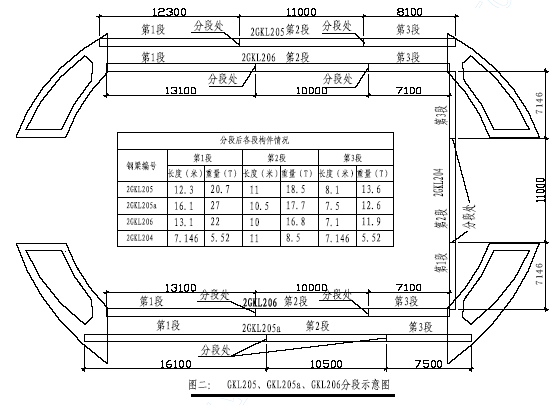 12300 11000 8100
第1段 分段处 2GKL205 第2段 第3段
第1段 2GKL206 第2段 第3段
分段处 分段处
13100 10000 7100
7146
第3段
分段后各段构件情况
钢梁编号 第1段 第2段 第3段
长度（米） 重量（T） 长度（米） 重量（T） 长度（米） 重量（T）
2GKL205 12.3 20.7 11 18.5 8.1 13.6
2GKL205a 16.1 27 10.5 17.7 7.5 12.6
2GKL206 13.1 22 10 16.8 7.1 11.9
2GKL204 7.146 5.52 11 8.5 7.146 5.52
2GKL204
第2段
分段处
11000
第1段
7146
13100 10000 7100
第1段 分段处 2GKL206 第2段 分段处 第3段
第1段 2GKL205a 第2段 第3段
分段处
16100 10500 7500
图二： GKL205、GKL205a、GKL206分段示意图